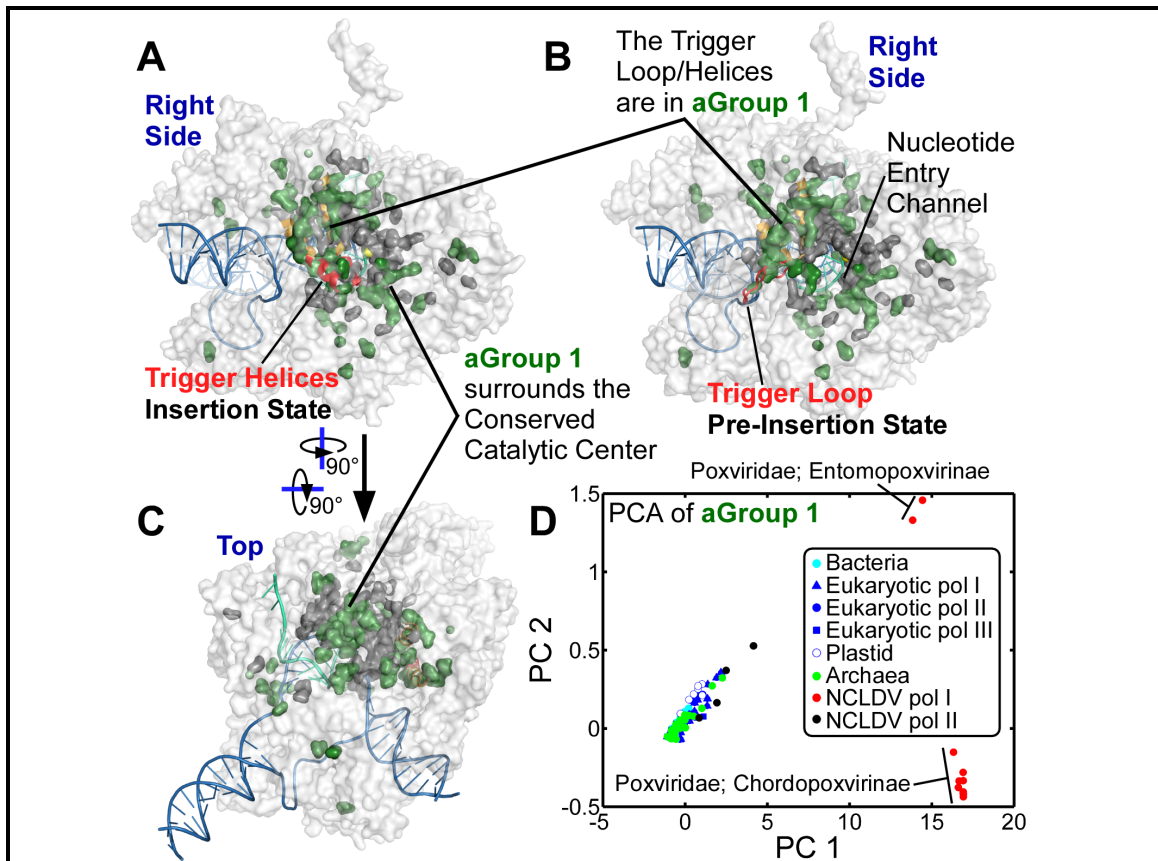 A
Right
Side
The Trigger
Loop/Helices
are in aGroup 1
B
Right
Side
Nucleotide
Entry
Channel
Trigger Helices
Insertion State
aGroup 1
surrounds the
Conserved
Catalytic Center
Trigger Loop
Pre-Insertion State
90°
90°
C
Top
D
Poxviridae; Entomopoxvirinae
PCA of aGroup 1
Bacteria
Eukaryotic pol I
Eukaryotic pol II
Eukaryotic pol III
Plastid
Archaea
NCLDV pol I
NCLDV pol II
Poxviridae; Chordopoxvirinae
1.5
1
0.5
0
-0.5
PC 2
-5
0
5
10
15
20
PC 1